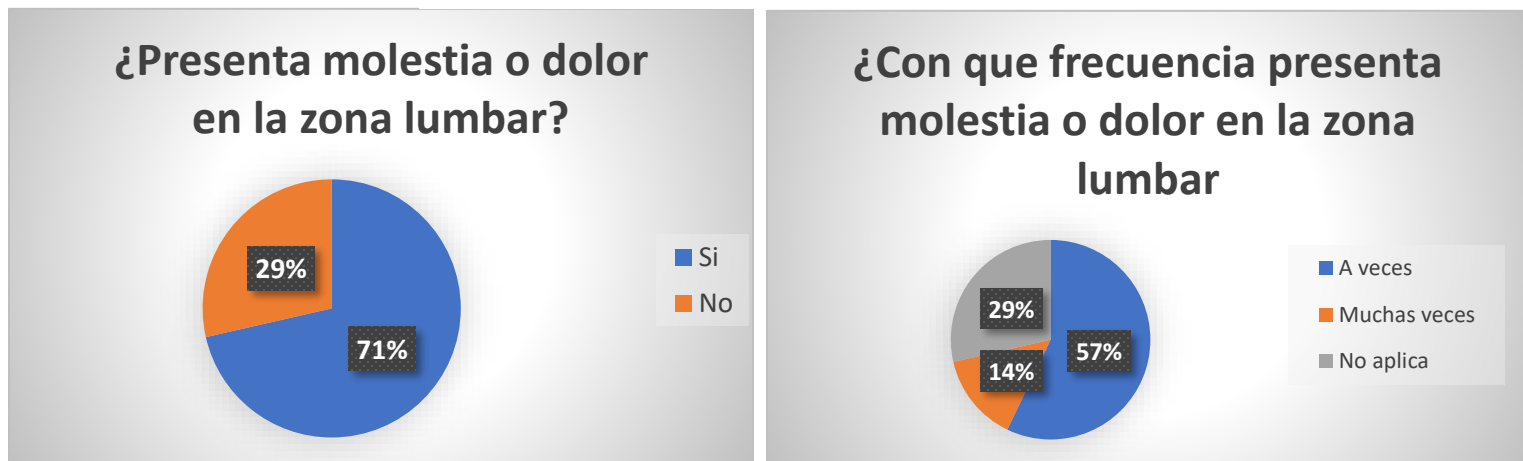 ¿Presenta molestia o dolor
en la zona lumbar?
29%
71%
Si
No
¿Con que frecuencia presenta
molestia o dolor en la zona
lumbar
29%
57%
14%
A veces
Muchas veces
No aplica